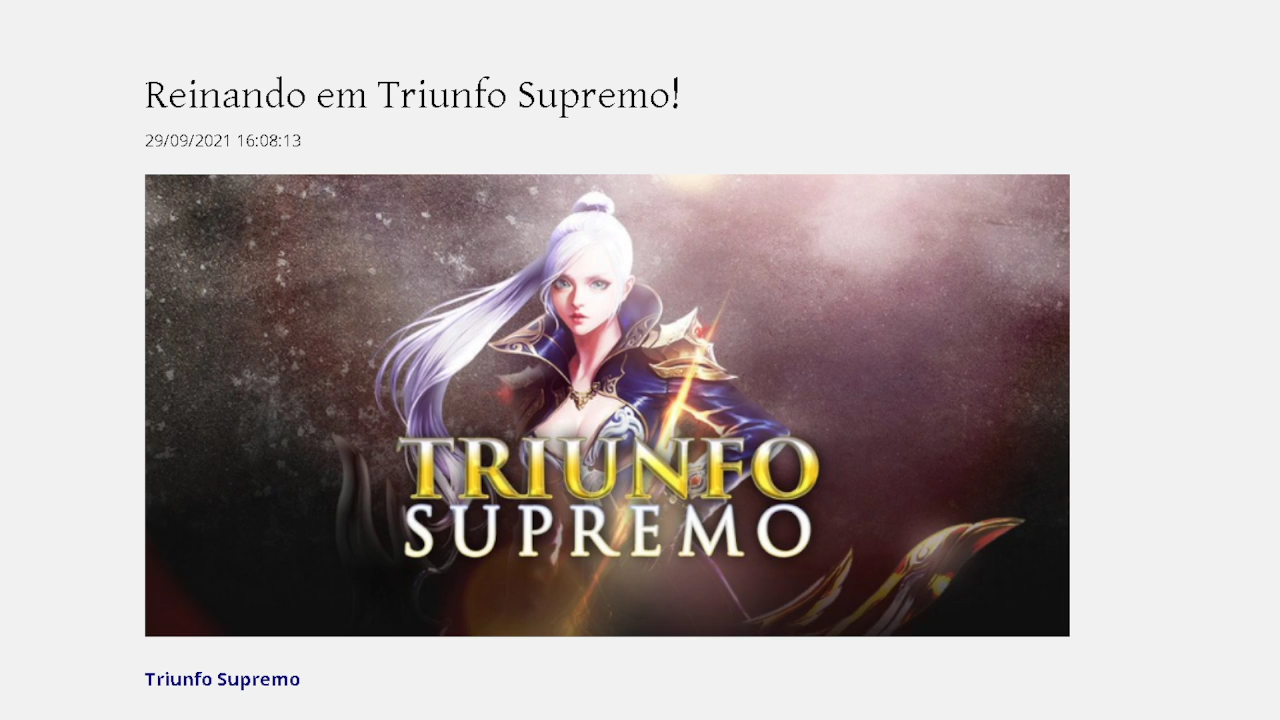 Reinando em Triunfo Supremo!
29/09/2021 16:08:13
TRIUNFO
SUPREMO
Triunfo Supremo